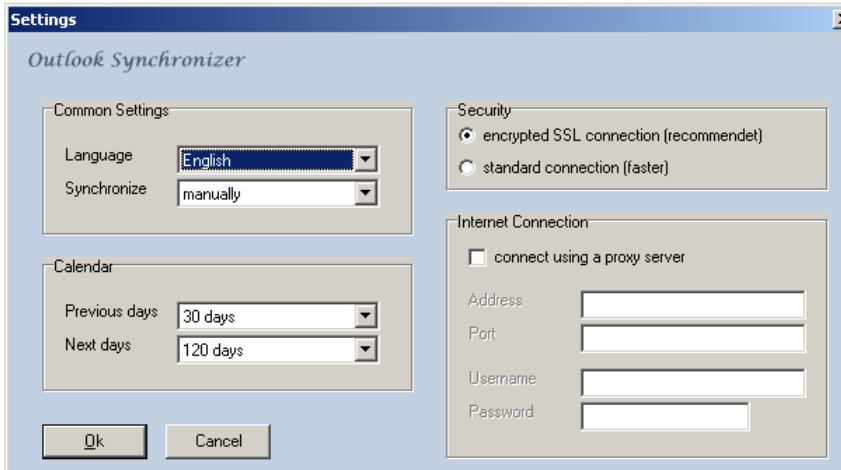 Settings
Outlook Synchronizer
Common Settings
Language English
Synchronize manually
Calendar
Previous days 30 days
Next days 120 days
Ok Cancel
Security
encrypted SSL connection (recommendet)
standard connection (faster)
Internet Connection
connect using a proxy server
Address
Port
Username
Password